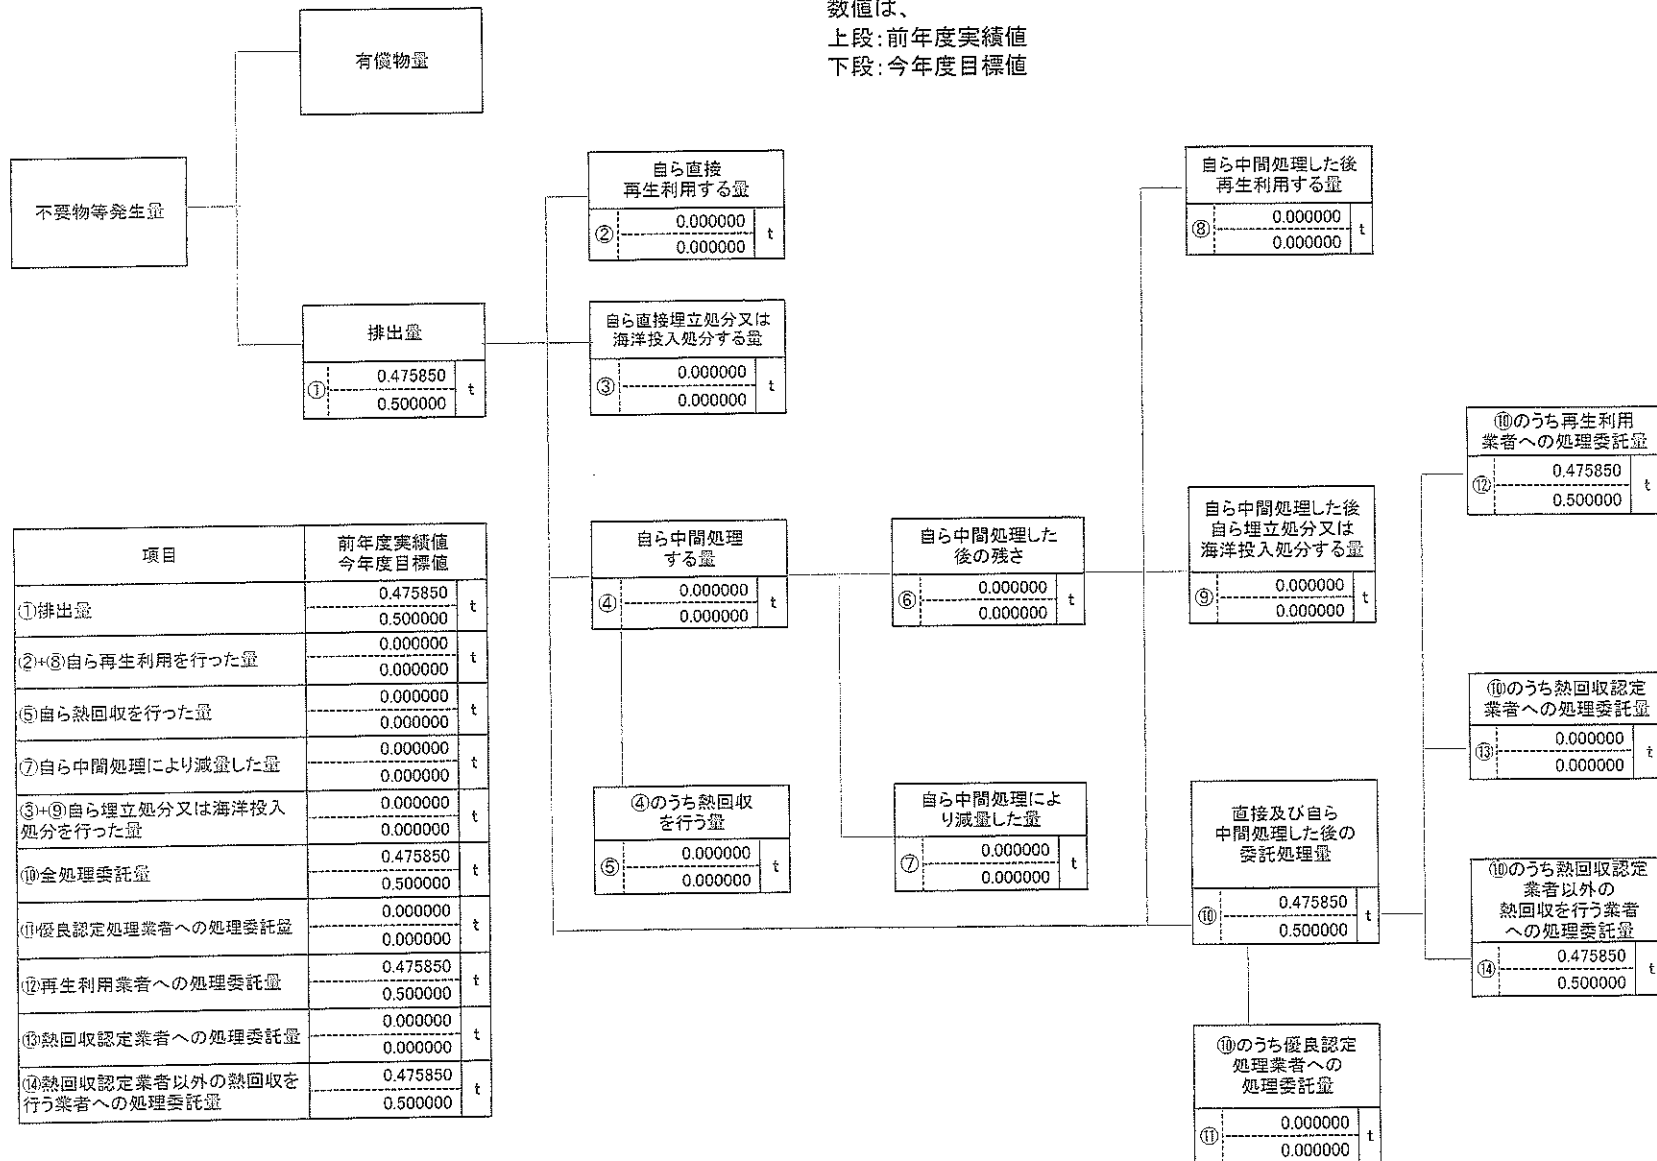 数値は、
上段:前年度実績値
下段:今年度目標値
有償物量
不要物等発生量
排出量
① 0.475850 t
0.500000
自ら直接
再生利用する量
② 0.000000 t
0.000000
自ら直接埋立処分又は
海洋投入処分する量
③ 0.000000 t
0.000000
自ら中間処理
する量
④ 0.000000 t
0.000000
④のうち熱回収
を行う量
⑤ 0.000000 t
0.000000
自ら中間処理した
後の残さ
⑥ 0.000000 t
0.000000
自ら中間処理によ
り減量した量
⑦ 0.000000 t
0.000000
自ら中間処理した後
再生利用する量
⑧ 0.000000 t
0.000000
自ら中間処理した後
自ら埋立処分又は
海洋投入処分する量
⑨ 0.000000 t
0.000000
直接及び自ら
中間処理した後の
委託処理量
⑩ 0.475850 t
0.500000
⑩のうち優良認定
処理業者への
処理委託量
⑪ 0.000000 t
0.000000
⑩のうち再生利用
業者への処理委託量
⑫ 0.475850 t
0.500000
⑩のうち熱回収認定
業者への処理委託量
⑬ 0.000000 t
0.000000
⑩のうち熱回収認定
業者以外の
熱回収を行う業者
への処理委託量
⑭ 0.475850 t
0.500000
項目 前年度実績値
今年度目標値
①排出量 0.475850 t
0.500000
②+⑧自ら再生利用を行った量 0.000000 t
0.000000
⑤自ら熱回収を行った量 0.000000 t
0.000000
⑦自ら中間処理により減量した量 0.000000 t
0.000000
③+⑨自ら埋立処分又は海洋投入
処分を行った量 0.000000 t
0.000000
⑩全処理委託量 0.475850 t
0.500000
⑪優良認定処理業者への処理委託量 0.000000 t
0.000000
⑫再生利用業者への処理委託量 0.475850 t
0.500000
⑬熱回収認定業者への処理委託量 0.000000 t
0.000000
⑭熱回収認定業者以外の熱回収を
行う業者への処理委託量 0.475850 t
0.500000